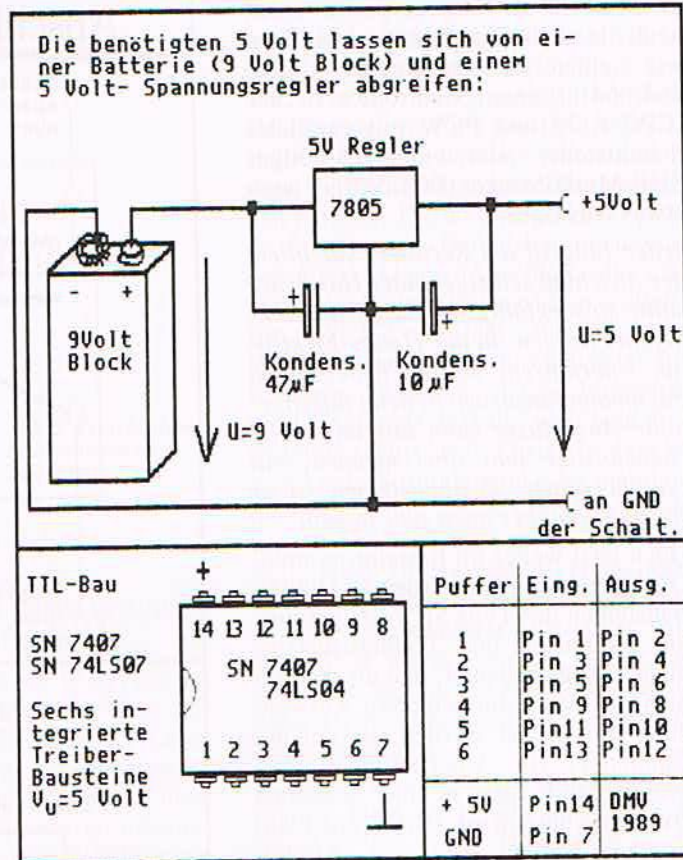 Die benötigten 5 Volt lassen sich von ei-
ner Batterie (9 Volt Block) und einem
5 Volt- Spannungsregler abgreifen:
5V Regler
7805
+5Volt
- +
9Volt
Block
+
+
Kondens.
47µF
Kondens.
10µF
U=9 Volt
U=5 Volt
an GND
der Schalt.
TTL-Bau
SN 7407
SN 74LS07
Sechs in-
tegrierte
Treiber-
Bausteine
Vu=5 Volt
+
14 13 12 11 10 9 8
SN 7407
74LS04
1 2 3 4 5 6 7
Puffer Eing. Ausg.
1 Pin 1 Pin 2
2 Pin 3 Pin 4
3 Pin 5 Pin 6
4 Pin 9 Pin 8
5 Pin11 Pin10
6 Pin13 Pin12
+ 5V Pin14 DMV
1989
GND Pin 7